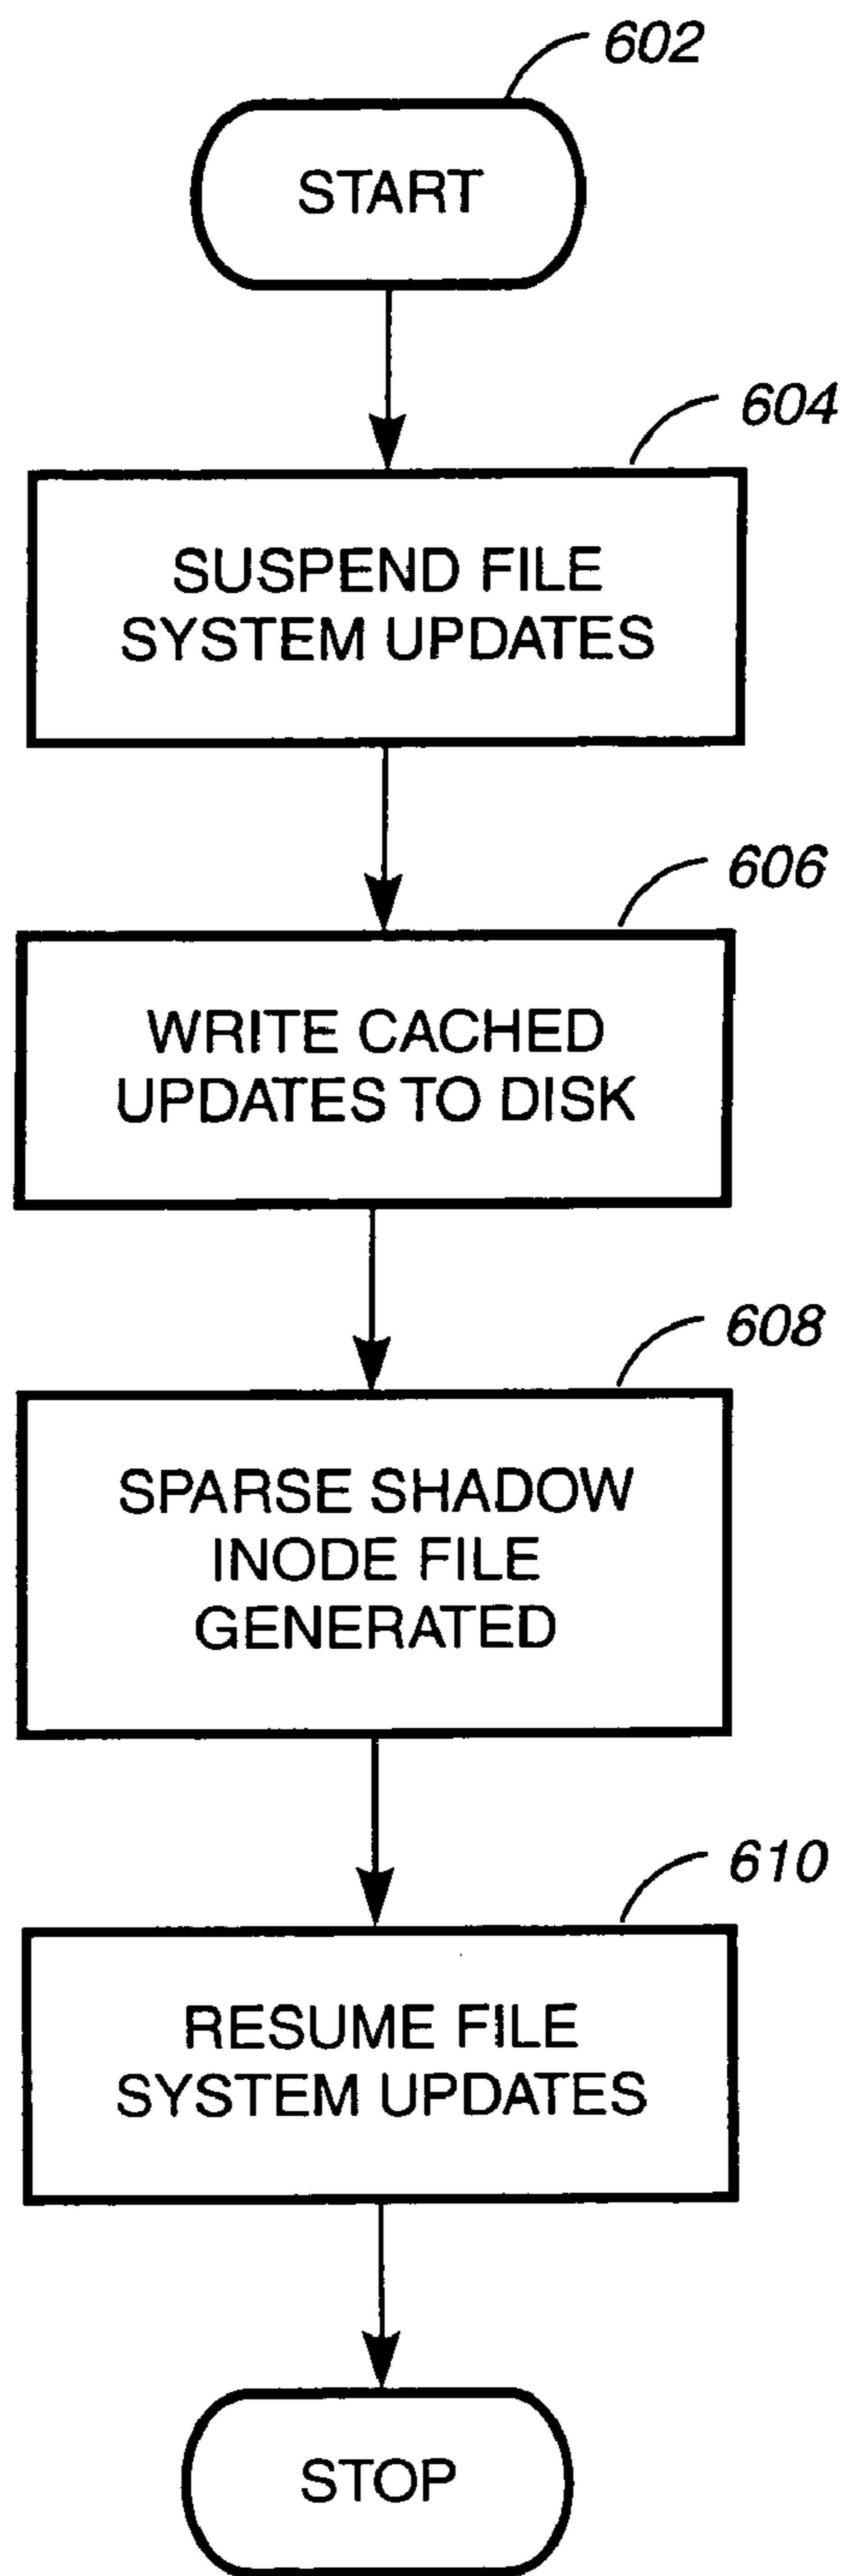 602
START
604
SUSPEND FILE
SYSTEM UPDATES
606
WRITE CACHED
UPDATES TO DISK
608
SPARSE SHADOW
INODE FILE
GENERATED
610
RESUME FILE
SYSTEM UPDATES
STOP